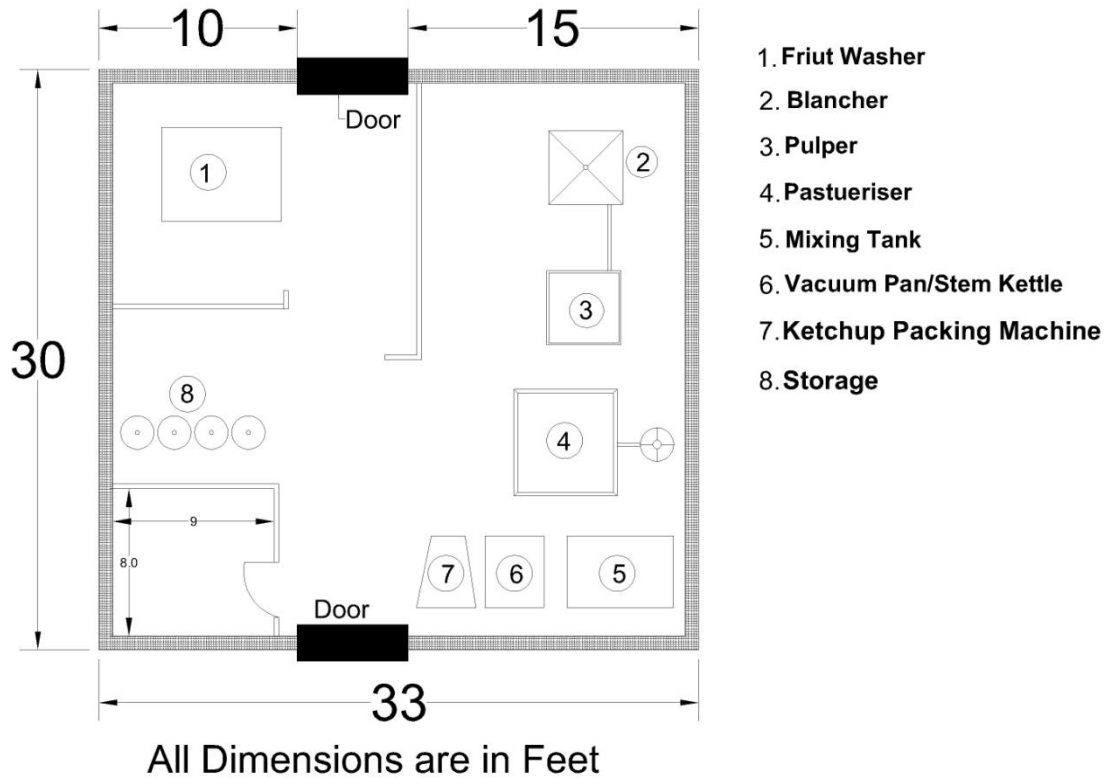 10
15
Door
1
2
3
30
8
4
9
8.0
7
6
5
Door
33
All Dimensions are in Feet
1. Friut Washer
2. Blancher
3. Pulper
4. Pastueriser
5. Mixing Tank
6. Vacuum Pan/Stem Kettle
7. Ketchup Packing Machine
8. Storage